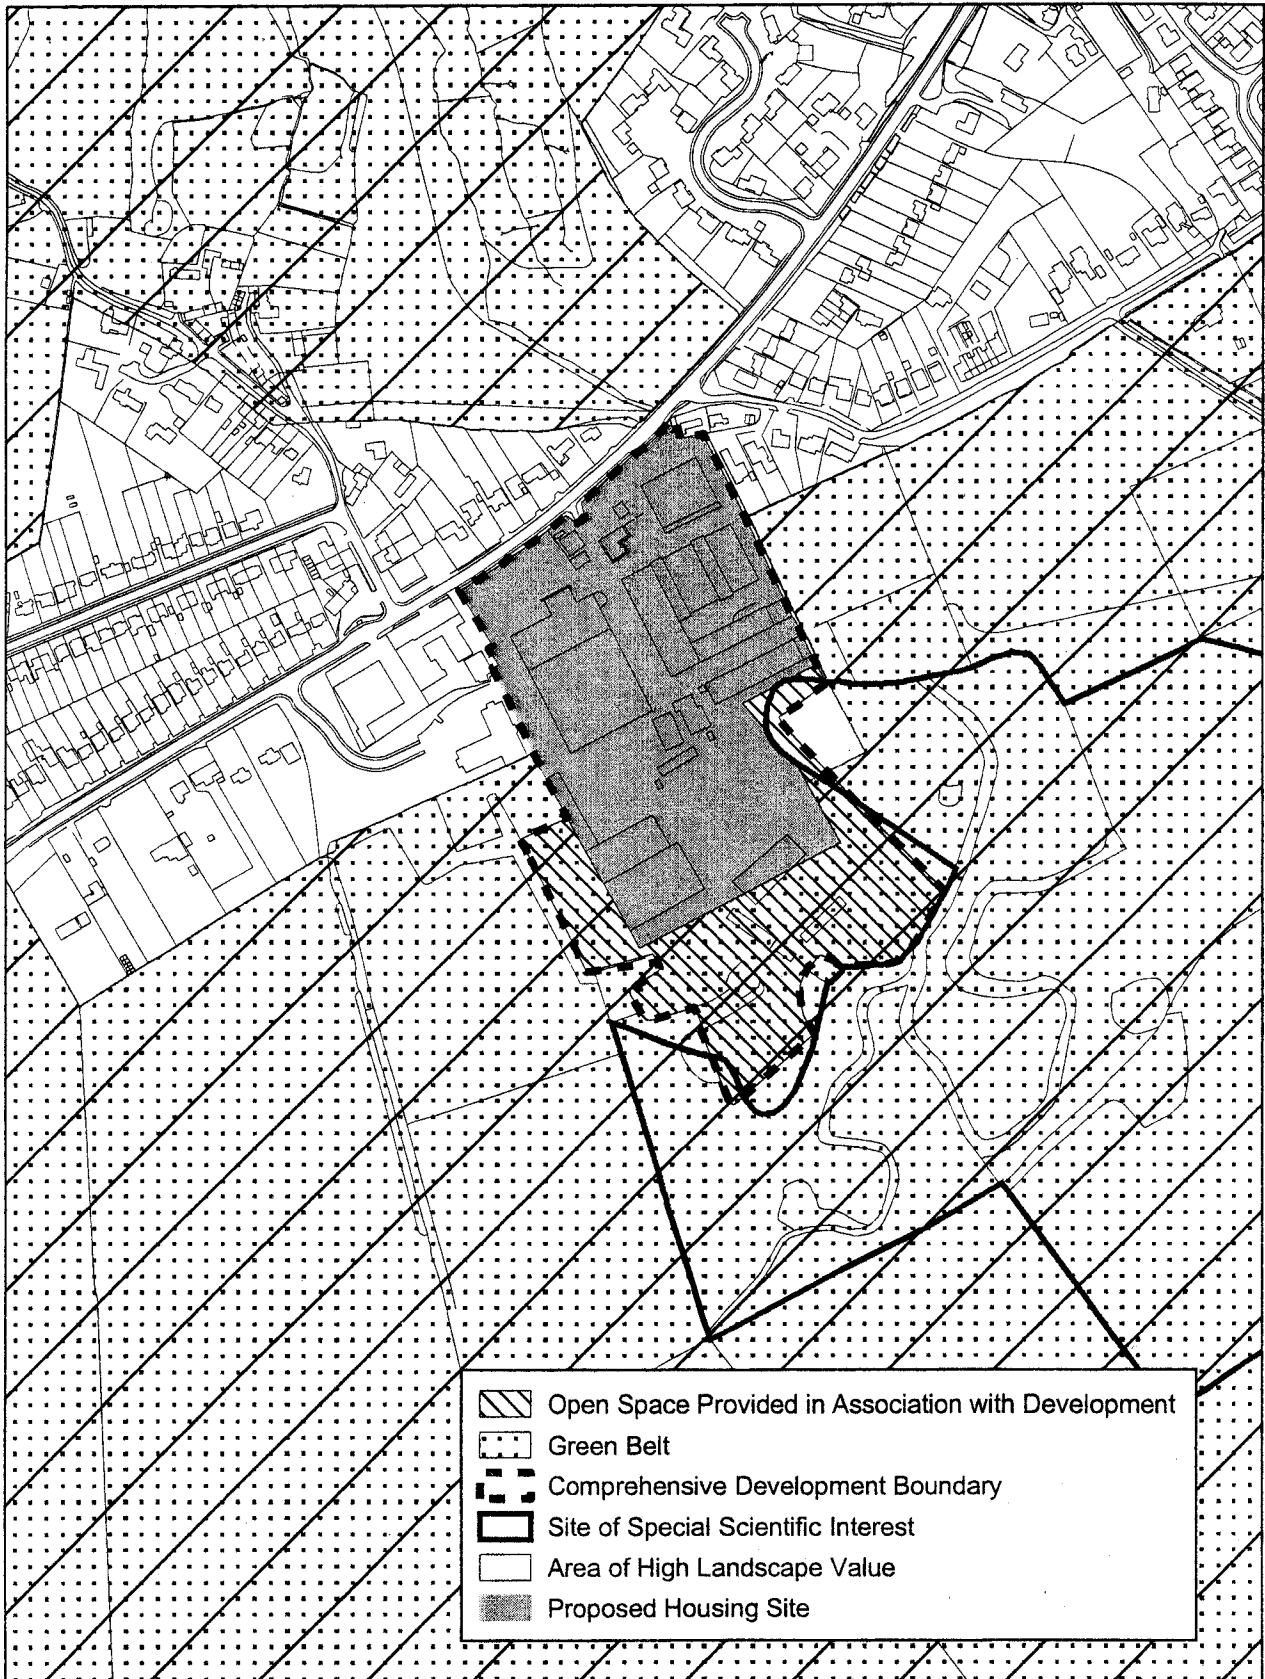 Open Space Provided in Association with Development
Green Belt
Comprehensive Development Boundary
Site of Special Scientific Interest
Area of High Landscape Value
Proposed Housing Site